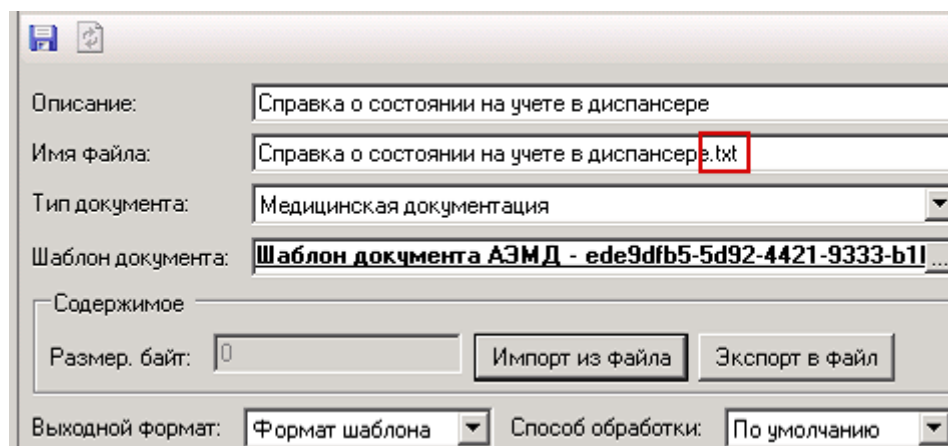 Описание: Справка о состоянии на учете в диспансере
Имя файла: Справка о состоянии на учете в диспансере.txt
Тип документа: Медицинская документация
Шаблон документа: Шаблон документа АЭМД - ede9dfb5-5d92-4421-9333-b1 ...
Содержимое
Размер. байт: 0 Импорт из файла Экспорт в файл
Выходной формат: Формат шаблона Способ обработки: По умолчанию